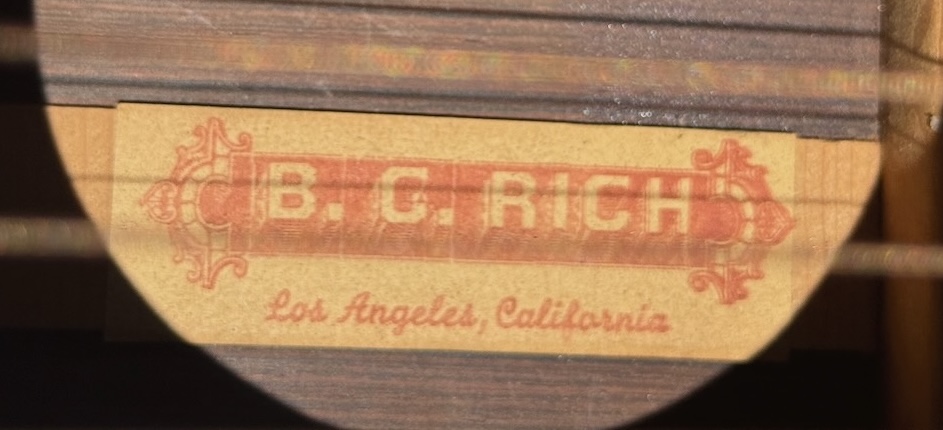 B. C. RICH
Los Angeles, California